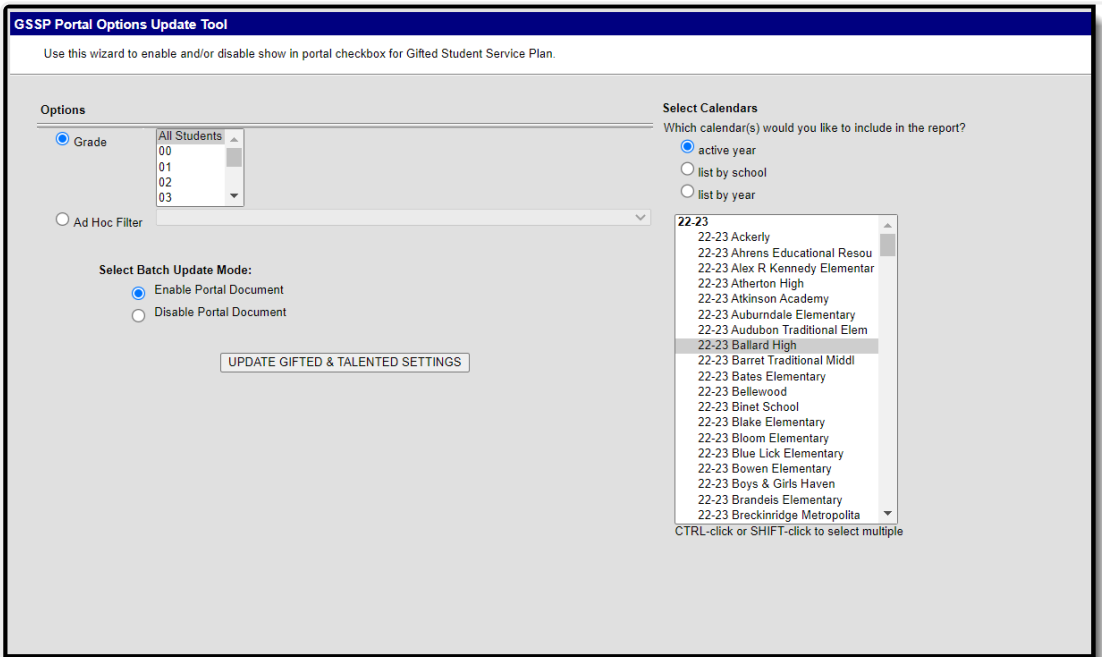 GSSP Portal Options Update Tool
Use this wizard to enable and/or disable show in portal checkbox for Gifted Student Service Plan.
Options
Grade
All Students
00
01
02
03
Ad Hoc Filter
Select Batch Update Mode:
Enable Portal Document
Disable Portal Document
UPDATE GIFTED & TALENTED SETTINGS
Select Calendars
Which calendar(s) would you like to include in the report?
active year
list by school
list by year
22-23
22-23 Ackerly
22-23 Ahrens Educational Resou
22-23 Alex R Kennedy Elementar
22-23 Atherton High
22-23 Atkinson Academy
22-23 Auburndale Elementary
22-23 Audubon Traditional Elem
22-23 Ballard High
22-23 Barret Traditional Middl
22-23 Bates Elementary
22-23 Bellewood
22-23 Binet School
22-23 Blake Elementary
22-23 Bloom Elementary
22-23 Blue Lick Elementary
22-23 Bowen Elementary
22-23 Boys & Girls Haven
22-23 Brandeis Elementary
22-23 Breckinridge Metropolita
CTRL-click or SHIFT-click to select multiple